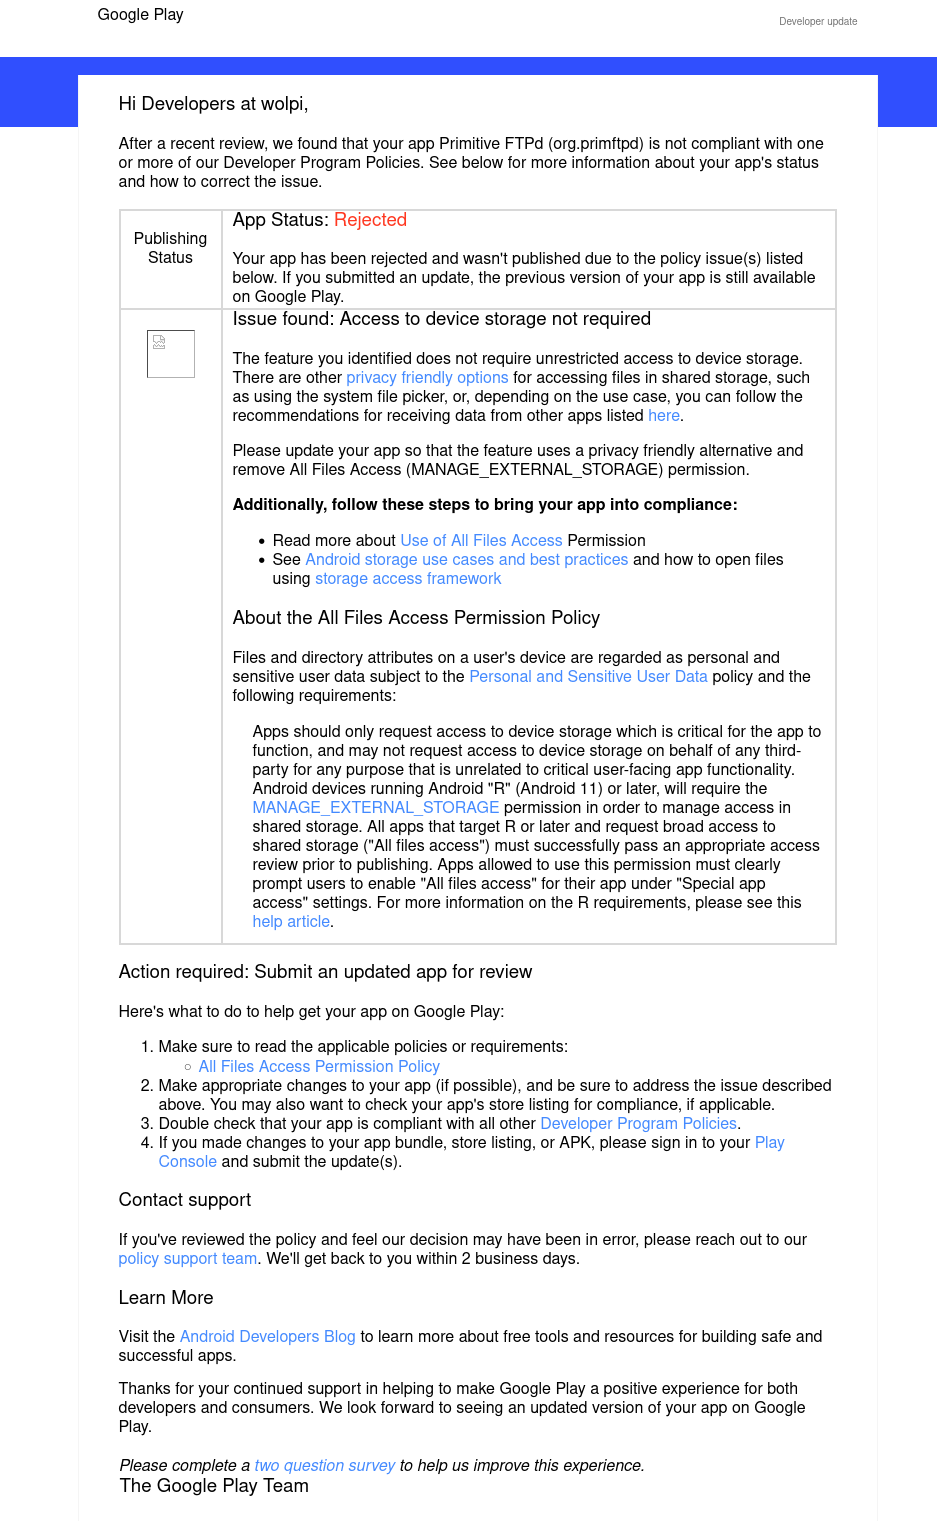 Google Play
Developer update
Hi Developers at wolpi,
After a recent review, we found that your app Primitive FTPd (org.primftpd) is not compliant with one
or more of our Developer Program Policies. See below for more information about your app's status
and how to correct the issue.
Publishing
Status
App Status: Rejected
Your app has been rejected and wasn't published due to the policy issue(s) listed
below. If you submitted an update, the previous version of your app is still available
on Google Play.
Issue found: Access to device storage not required
The feature you identified does not require unrestricted access to device storage.
There are other privacy friendly options for accessing files in shared storage, such
as using the system file picker, or, depending on the use case, you can follow the
recommendations for receiving data from other apps listed here.
Please update your app so that the feature uses a privacy friendly alternative and
remove All Files Access (MANAGE_EXTERNAL_STORAGE) permission.
Additionally, follow these steps to bring your app into compliance:
• Read more about Use of All Files Access Permission
• See Android storage use cases and best practices and how to open files
using storage access framework
About the All Files Access Permission Policy
Files and directory attributes on a user's device are regarded as personal and
sensitive user data subject to the Personal and Sensitive User Data policy and the
following requirements:
Apps should only request access to device storage which is critical for the app to
function, and may not request access to device storage on behalf of any third-
party for any purpose that is unrelated to critical user-facing app functionality.
Android devices running Android "R" (Android 11) or later, will require the
MANAGE_EXTERNAL_STORAGE permission in order to manage access in
shared storage. All apps that target R or later and request broad access to
shared storage ("All files access") must successfully pass an appropriate access
review prior to publishing. Apps allowed to use this permission must clearly
prompt users to enable "All files access" for their app under "Special app
access" settings. For more information on the R requirements, please see this
help article.
Action required: Submit an updated app for review
Here's what to do to help get your app on Google Play:
1. Make sure to read the applicable policies or requirements:
○ All Files Access Permission Policy
2. Make appropriate changes to your app (if possible), and be sure to address the issue described
above. You may also want to check your app's store listing for compliance, if applicable.
3. Double check that your app is compliant with all other Developer Program Policies.
4. If you made changes to your app bundle, store listing, or APK, please sign in to your Play
Console and submit the update(s).
Contact support
If you've reviewed the policy and feel our decision may have been in error, please reach out to our
policy support team. We'll get back to you within 2 business days.
Learn More
Visit the Android Developers Blog to learn more about free tools and resources for building safe and
successful apps.
Thanks for your continued support in helping to make Google Play a positive experience for both
developers and consumers. We look forward to seeing an updated version of your app on Google
Play.
Please complete a two question survey to help us improve this experience.
The Google Play Team